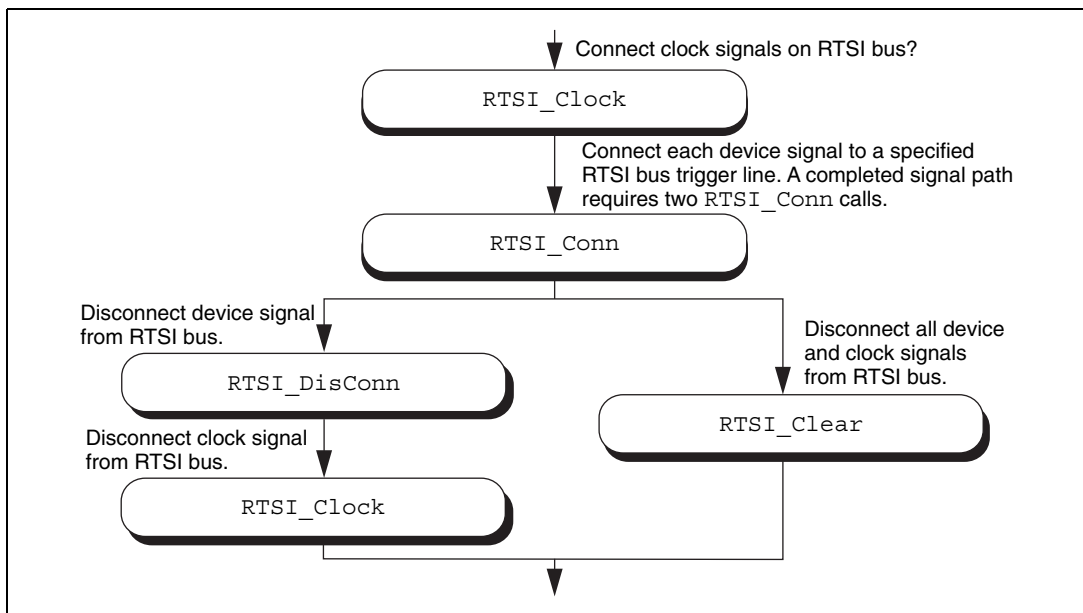 Connect clock signals on RTSI bus?
RTSI_Clock
Connect each device signal to a specified
RTSI bus trigger line. A completed signal path
requires two RTSI_Conn calls.
RTSI_Conn
Disconnect device signal
from RTSI bus.
RTSI_DisConn
Disconnect clock signal
from RTSI bus.
RTSI_Clock
Disconnect all device
and clock signals
from RTSI bus.
RTSI_Clear